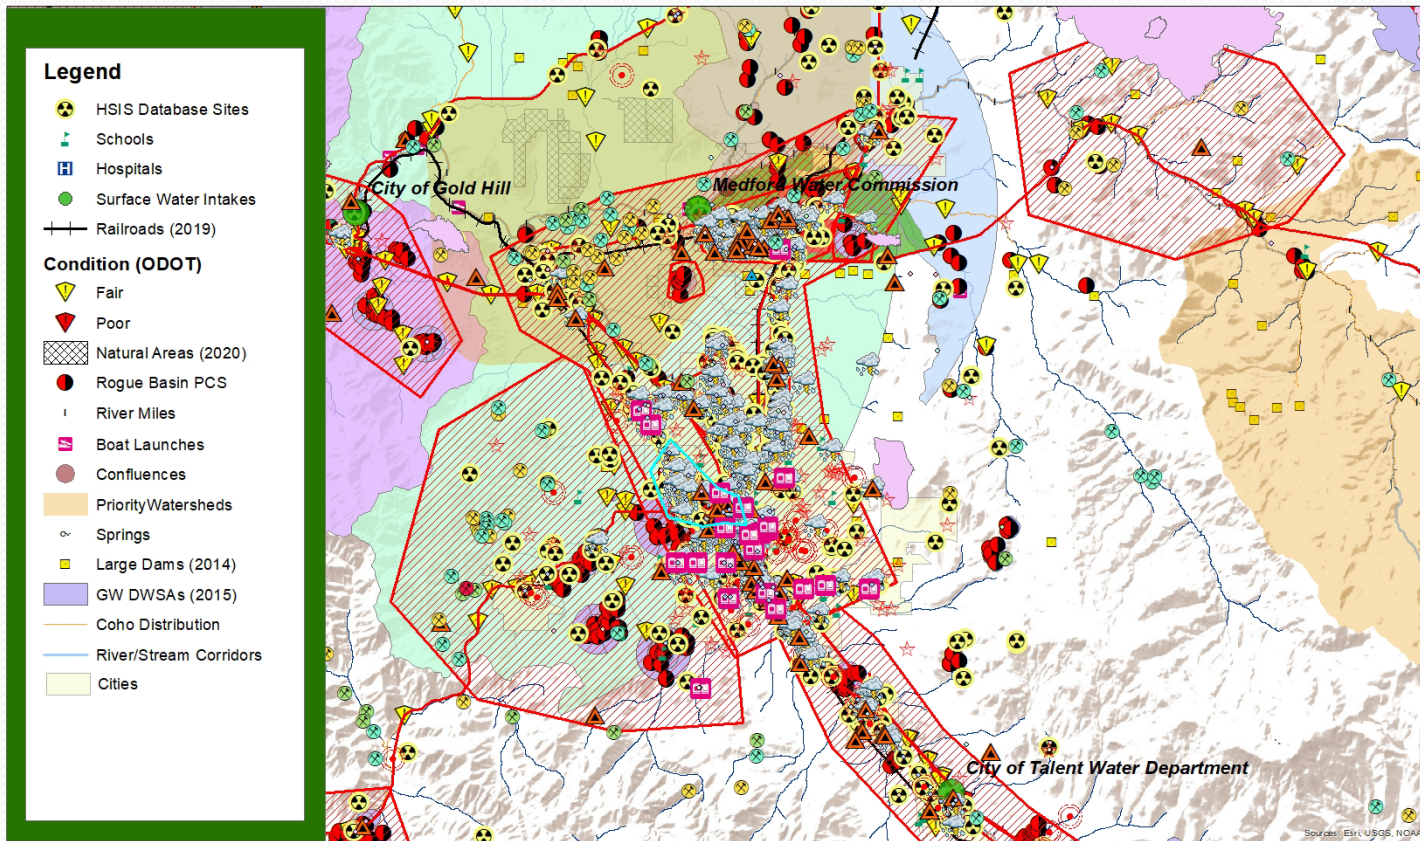 Legend
HSIS Database Sites
Schools
Hospitals
Surface Water Intakes
Railroads (2019)
Condition (ODOT)
Fair
Poor
Natural Areas (2020)
Rogue Basin PCS
River Miles
Boat Launches
Confluences
PriorityWatersheds
Springs
Large Dams (2014)
GW DWSAs (2015)
Coho Distribution
River/Stream Corridors
Cities
City of Gold Hill
Medford Water Commission
City of Talent Water Department
Sources: Esri, USGS, NOAA